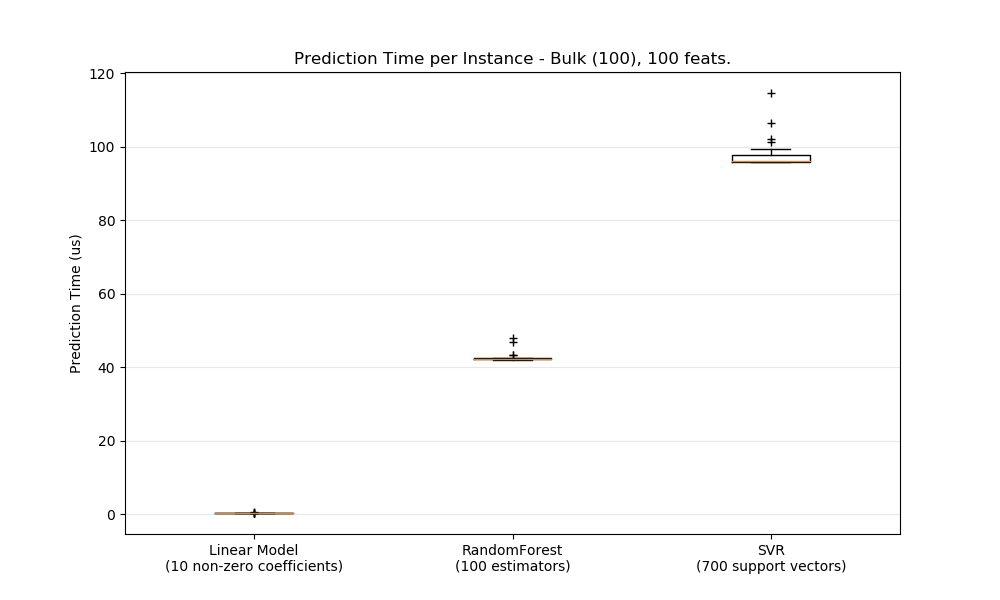 Prediction Time per Instance - Bulk (100), 100 feats.
120
100
80
60
40
20
0
Prediction Time (us)
Linear Model
(10 non-zero coefficients)
RandomForest
(100 estimators)
SVR
(700 support vectors)